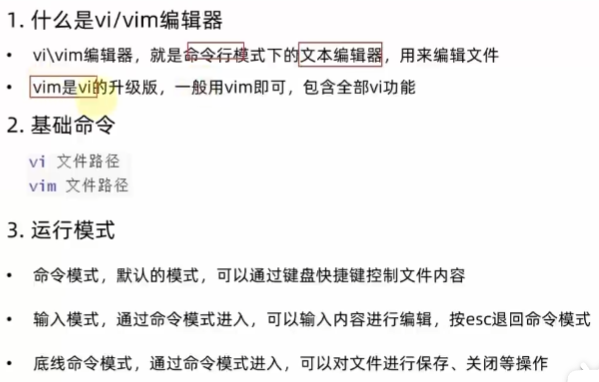 1. 什么是vi/vim编辑器
• vi\vim编辑器，就是命令行模式下的文本编辑器，用来编辑文件
• vim是vi的升级版，一般用vim即可，包含全部vi功能
2. 基础命令
vi 文件路径
vim 文件路径
3. 运行模式
• 命令模式，默认的模式，可以通过键盘快捷键控制文件内容
• 输入模式，通过命令模式进入，可以输入内容进行编辑，按esc退回命令模式
• 底线命令模式，通过命令模式进入，可以对文件进行保存、关闭等操作